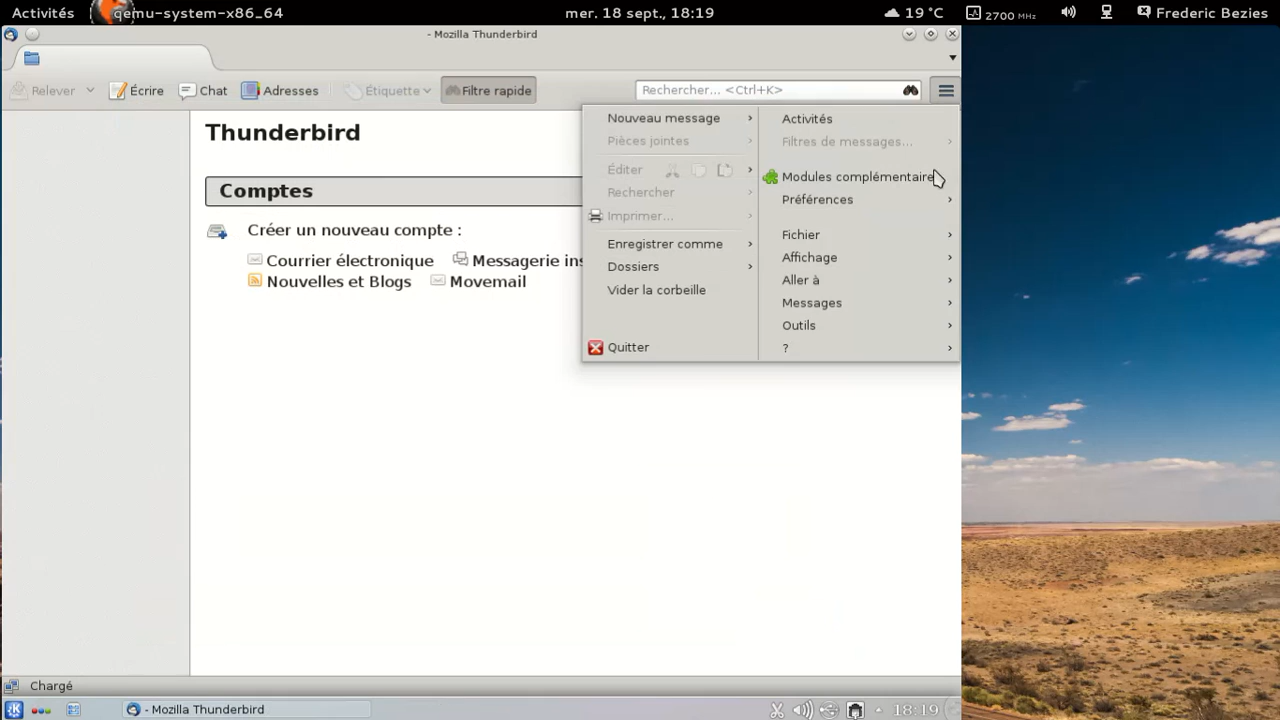 Activités qemu-system-x86_64 mer. 18 sept., 18:19 19 °C 2700 MHz Frederic Bezies
- Mozilla Thunderbird
Relever Écrire Chat Adresses Étiquette Filtre rapide Rechercher... <Ctrl+K>
Thunderbird
Comptes
Créer un nouveau compte :
Courrier électronique Messagerie ins
Nouvelles et Blogs Movemail
Nouveau message
Pièces jointes
Éditer
Rechercher
Imprimer...
Enregistrer comme
Dossiers
Vider la corbeille
Quitter
Activités
Filtres de messages...
Modules complémentaire
Préférences
Fichier
Affichage
Aller à
Messages
Outils
?
Chargé
- Mozilla Thunderbird 18:19